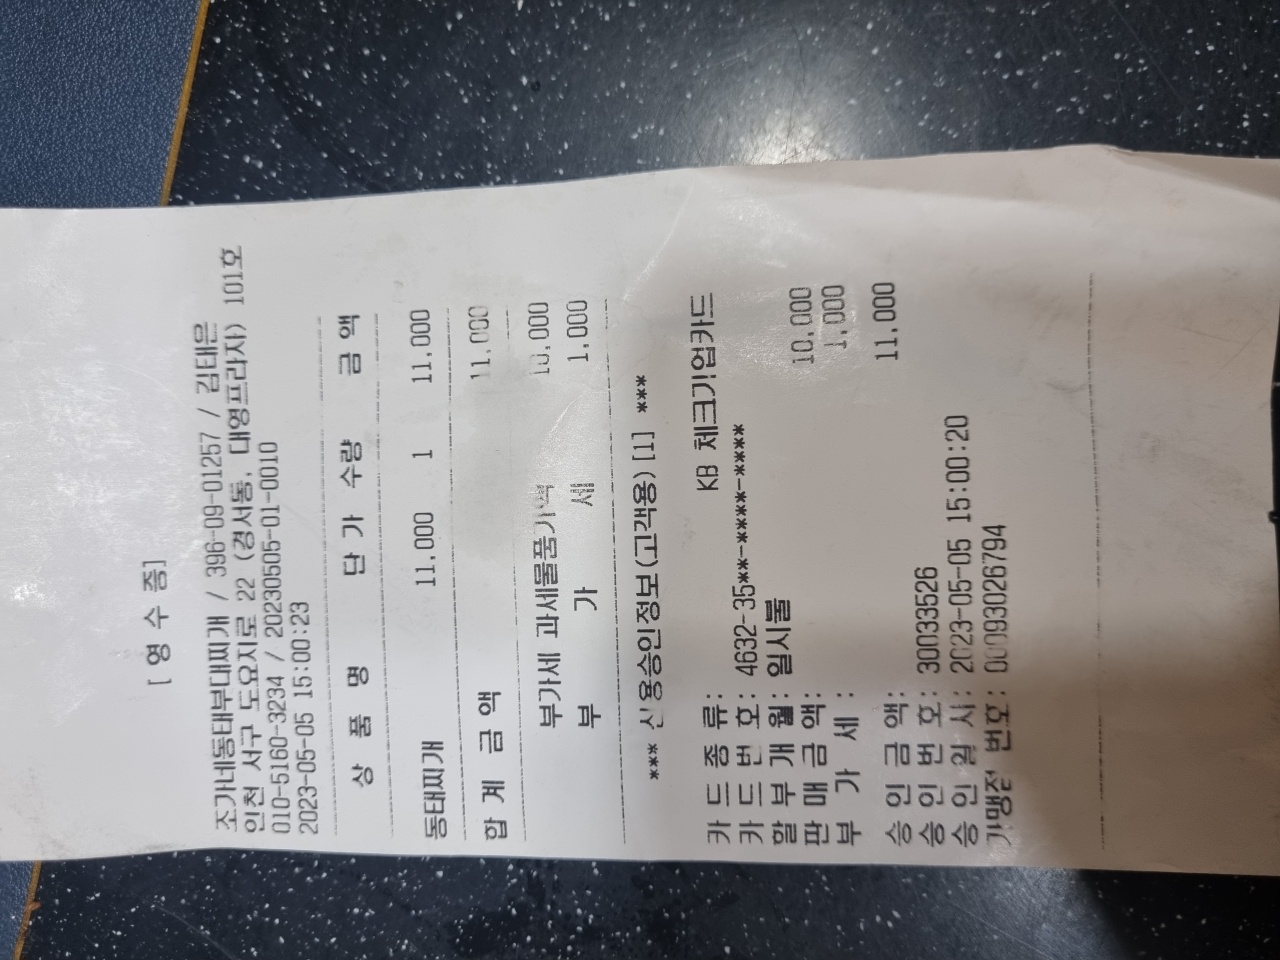 [ 영 수 증]
조가네동태부대찌개 / 396-09-01257 / 김태은
인천 서구 도요지로 22 (경서동, 대영프라자) 101호
010-5160-3234 / 20230505-01-0010
2023-05-05 15:00:23
상 품 명 단 가 수량 금 액
동태찌개 11,000 1 11,000
합 계 금 액 11,000
부가세 과세물품가액 10,000
부 가 세 1,000
*** 신용승인정보(고객용) [1] ***
카 드 종 류: KB 체크기업카드
카 드 번 호: 4632-35**-****-****
할 부 개 월: 일시불
판 매 금 액: 10,000
부 가 세 : 1,000
승 인 금 액: 11,000
승 인 번 호: 30033526
승 인 일 시: 2023-05-05 15:00:20
가맹점 번호: 00093026794